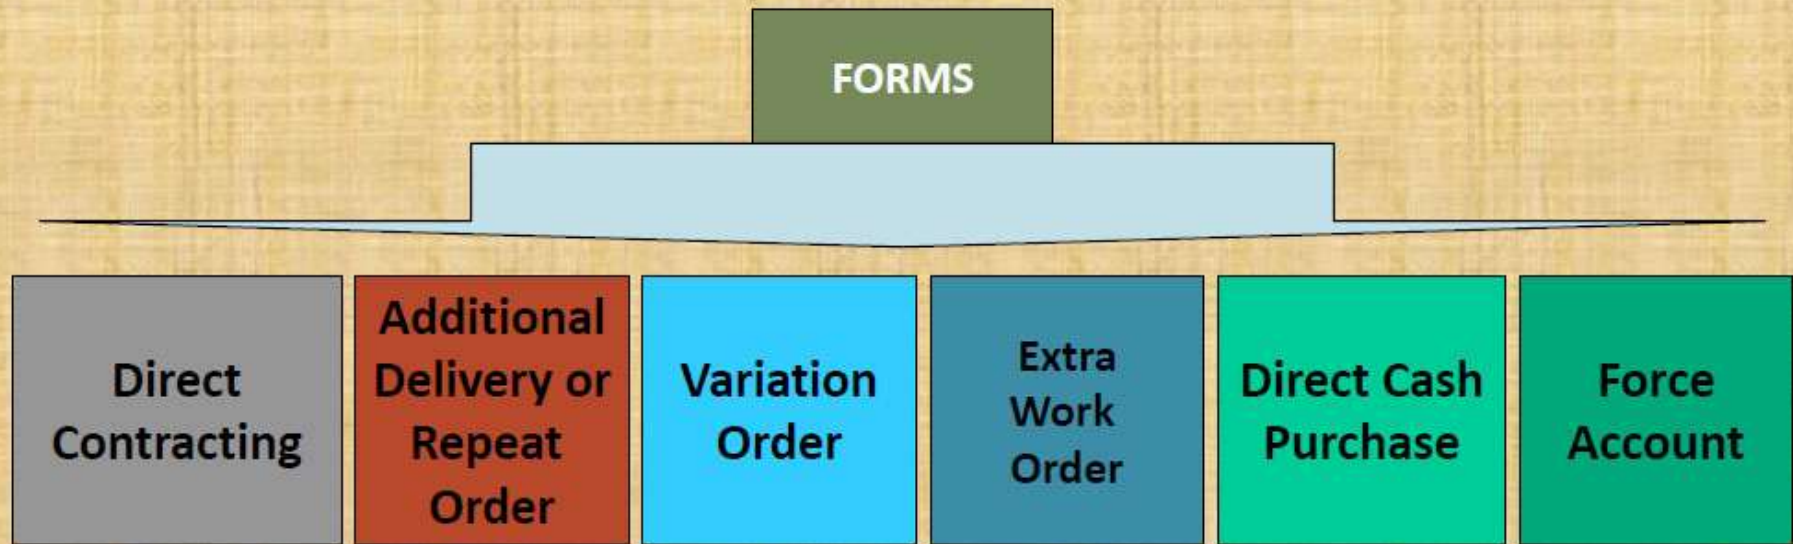 FORMS
Direct
Contracting
Additional
Delivery or
Repeat
Order
Variation
Order
Extra
Work
Order
Direct Cash
Purchase
Force
Account